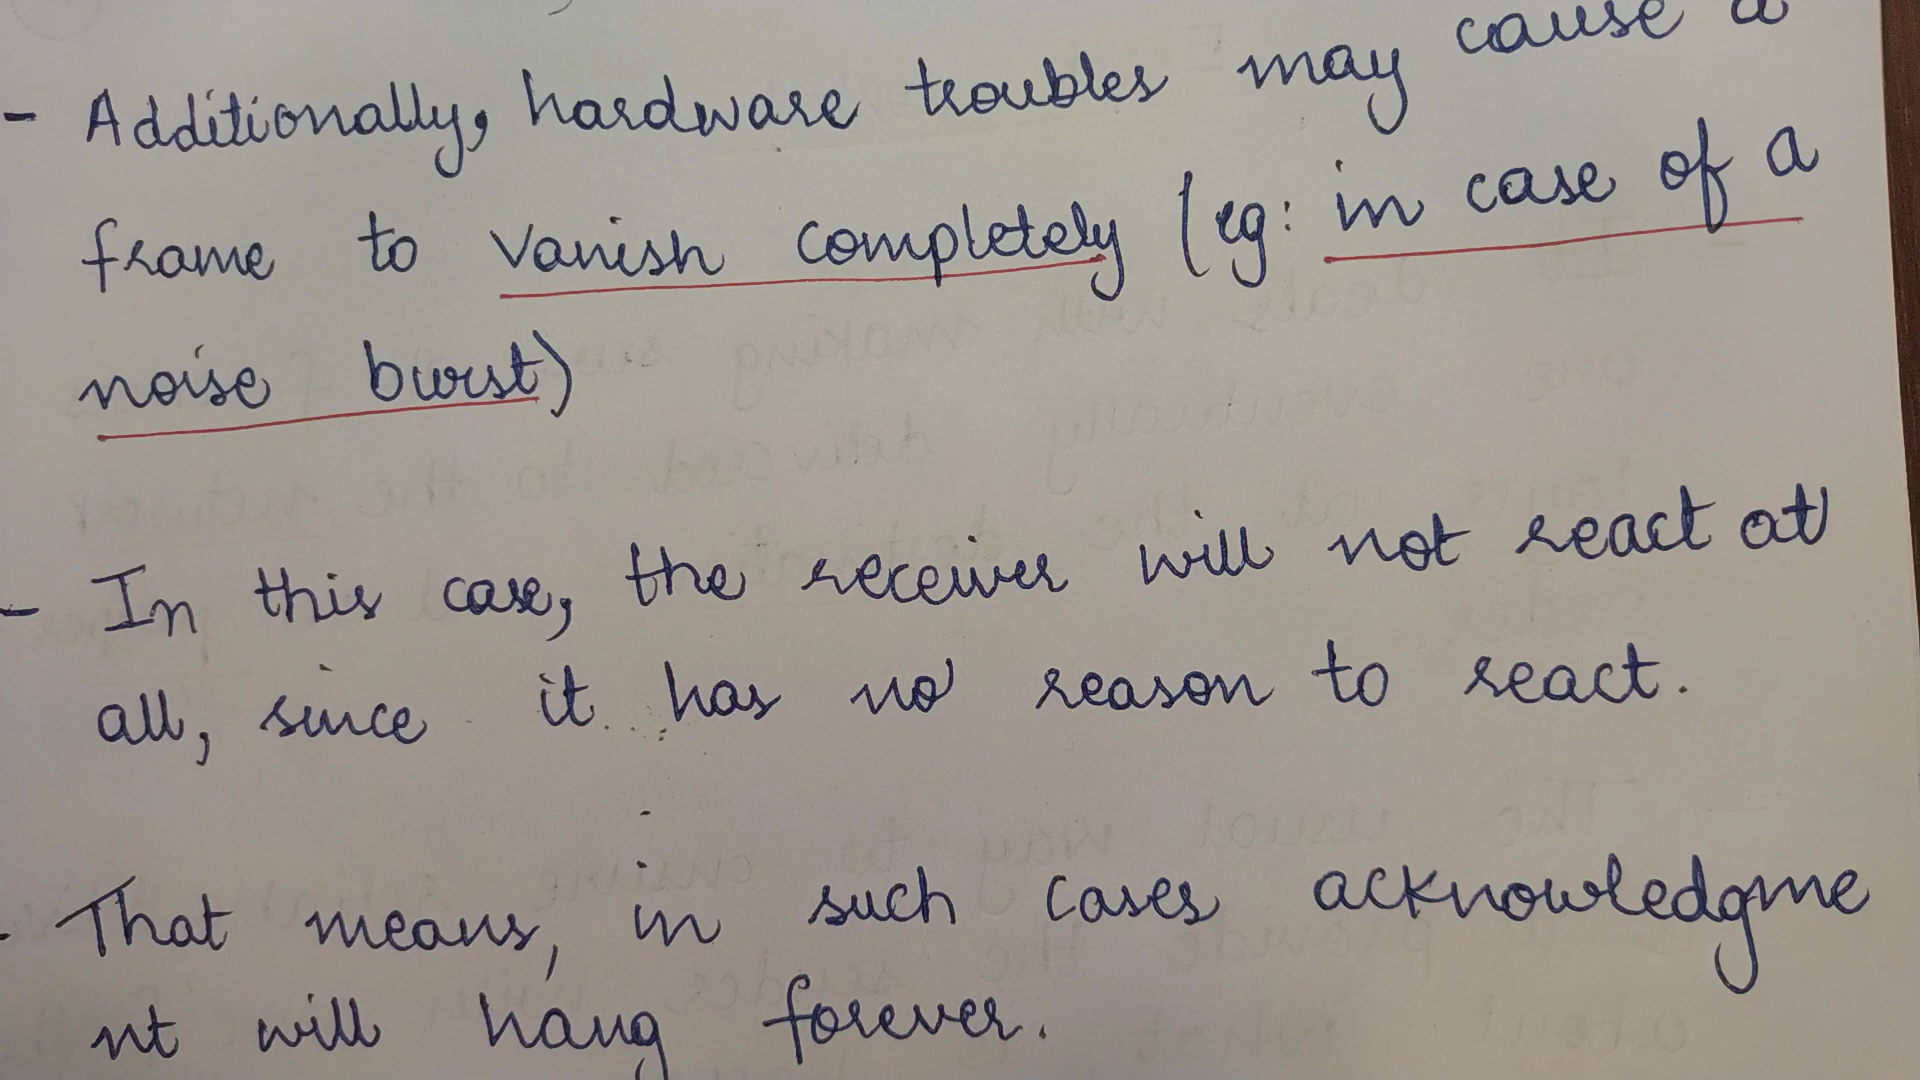 - Additionally, hardware troubles may cause a
frame to vanish completely (eg: in case of a
noise burst)
- In this case, the receiver will not react at
all, since it has no reason to react.
- That means, in such cases acknowledgme
nt will hang forever.